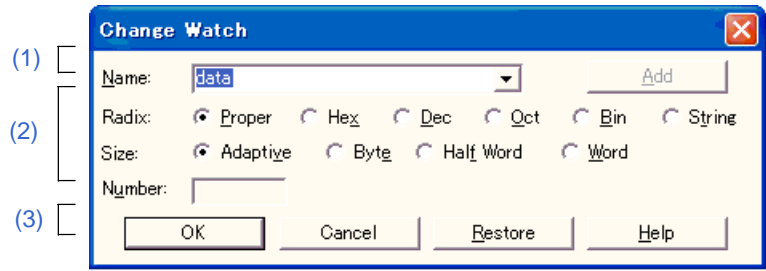 Change Watch
(1)
Name: data Add
(2)
Radix: Proper Hex Dec Oct Bin String
Size: Adaptive Byte Half Word Word
Number:
(3)
OK Cancel Restore Help